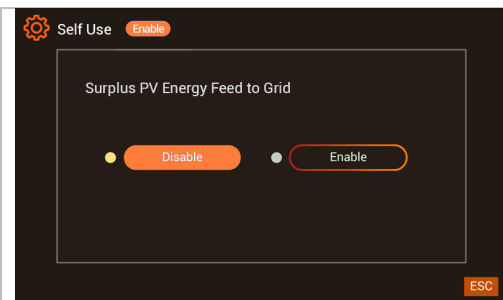 Self Use Enable
Surplus PV Energy Feed to Grid
Disable Enable
ESC